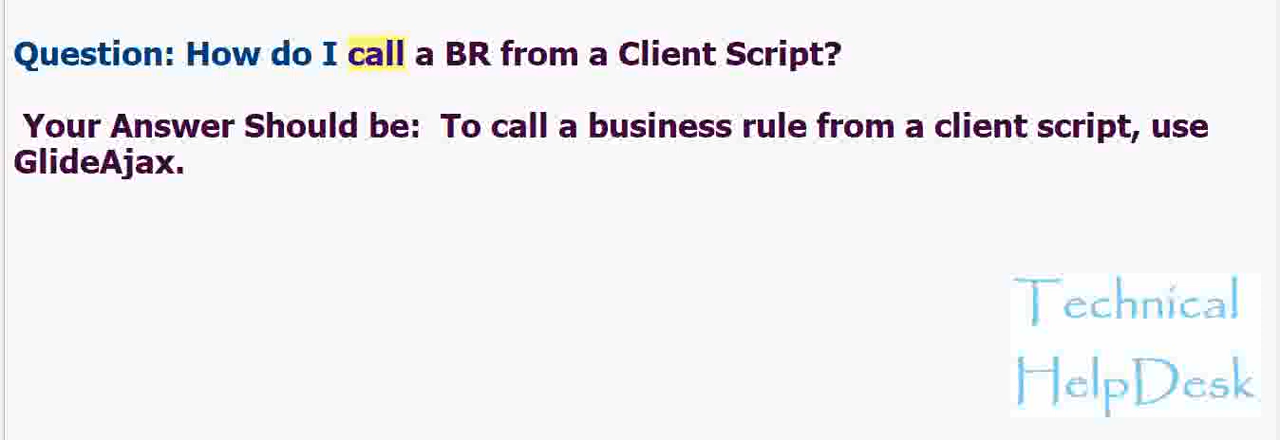 Question: How do I call a BR from a Client Script?
Your Answer Should be:  To call a business rule from a client script, use
GlideAjax.
Technical
HelpDesk